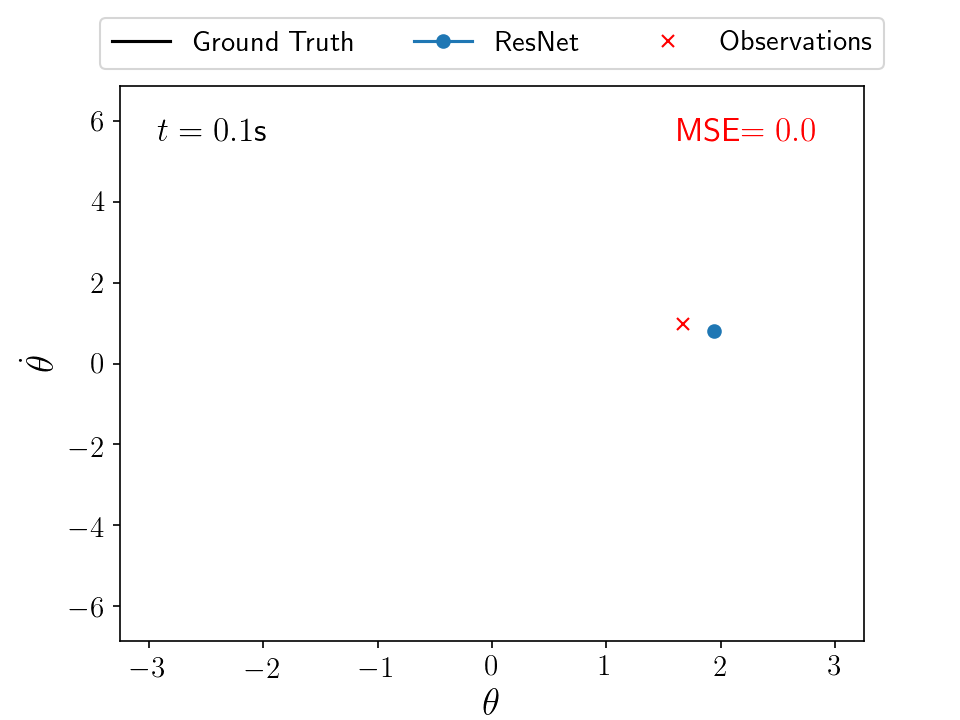 Ground Truth ResNet Observations
t = 0.1s MSE= 0.0
6
4
2
0
−2
−4
−6
θ̇
−3 −2 −1 0 1 2 3
θ